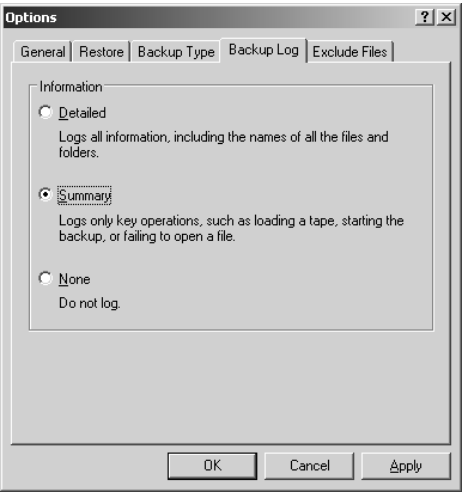 Options
General
Restore
Backup Type
Backup Log
Exclude Files
Information
Detailed
Logs all information, including the names of all the files and
folders.
Summary
Logs only key operations, such as loading a tape, starting the
backup, or failing to open a file.
None
Do not log.
OK
Cancel
Apply